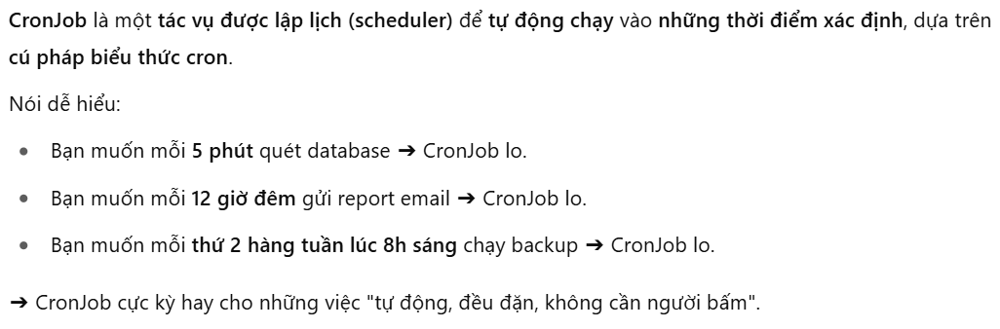 CronJob là một tác vụ được lập lịch (scheduler) để tự động chạy vào những thời điểm xác định, dựa trên
cú pháp biểu thức cron.
Nói dễ hiểu:
• Bạn muốn mỗi 5 phút quét database ➔ CronJob lo.
• Bạn muốn mỗi 12 giờ đêm gửi report email ➔ CronJob lo.
• Bạn muốn mỗi thứ 2 hàng tuần lúc 8h sáng chạy backup ➔ CronJob lo.
➔ CronJob cực kỳ hay cho những việc "tự động, đều đặn, không cần người bấm".